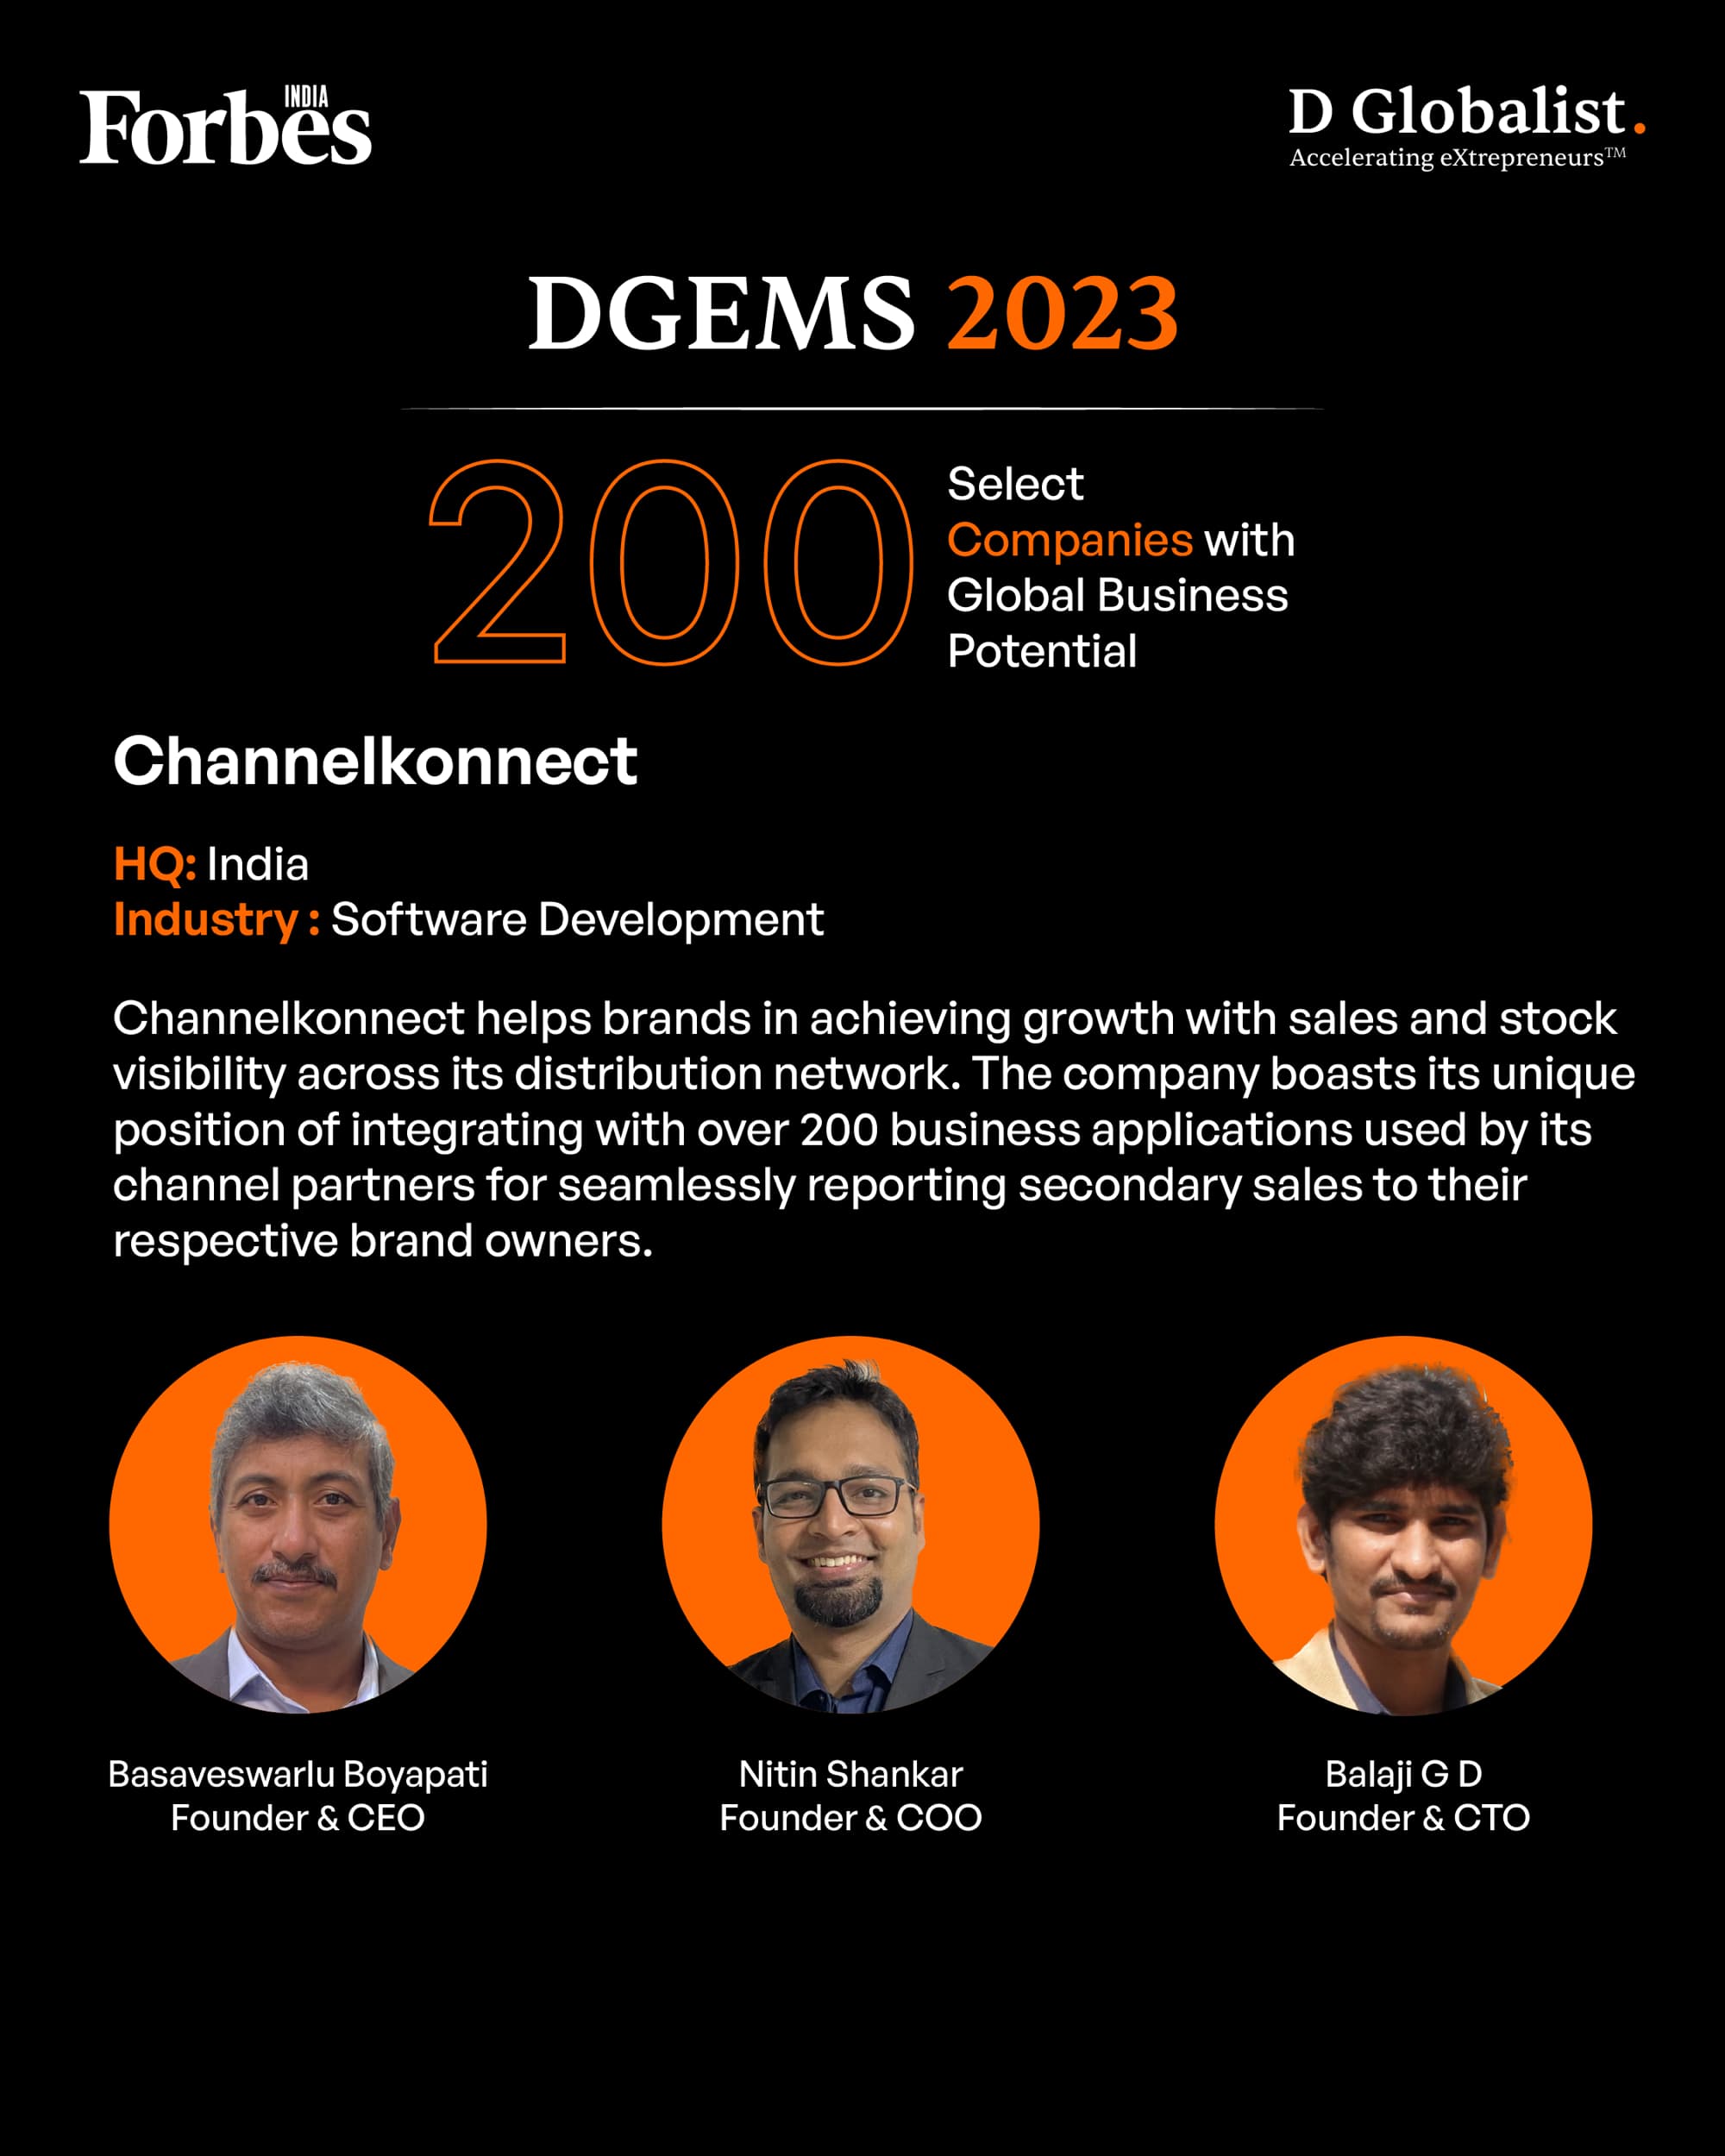 Forbes INDIA
D Globalist.
Accelerating eXtrepreneurs™
DGEMS 2023
200
Select
Companies with
Global Business
Potential
Channelkonnect
HQ: India
Industry : Software Development
Channelkonnect helps brands in achieving growth with sales and stock
visibility across its distribution network. The company boasts its unique
position of integrating with over 200 business applications used by its
channel partners for seamlessly reporting secondary sales to their
respective brand owners.
Basaveswarlu Boyapati
Founder & CEO
Nitin Shankar
Founder & COO
Balaji G D
Founder & CTO